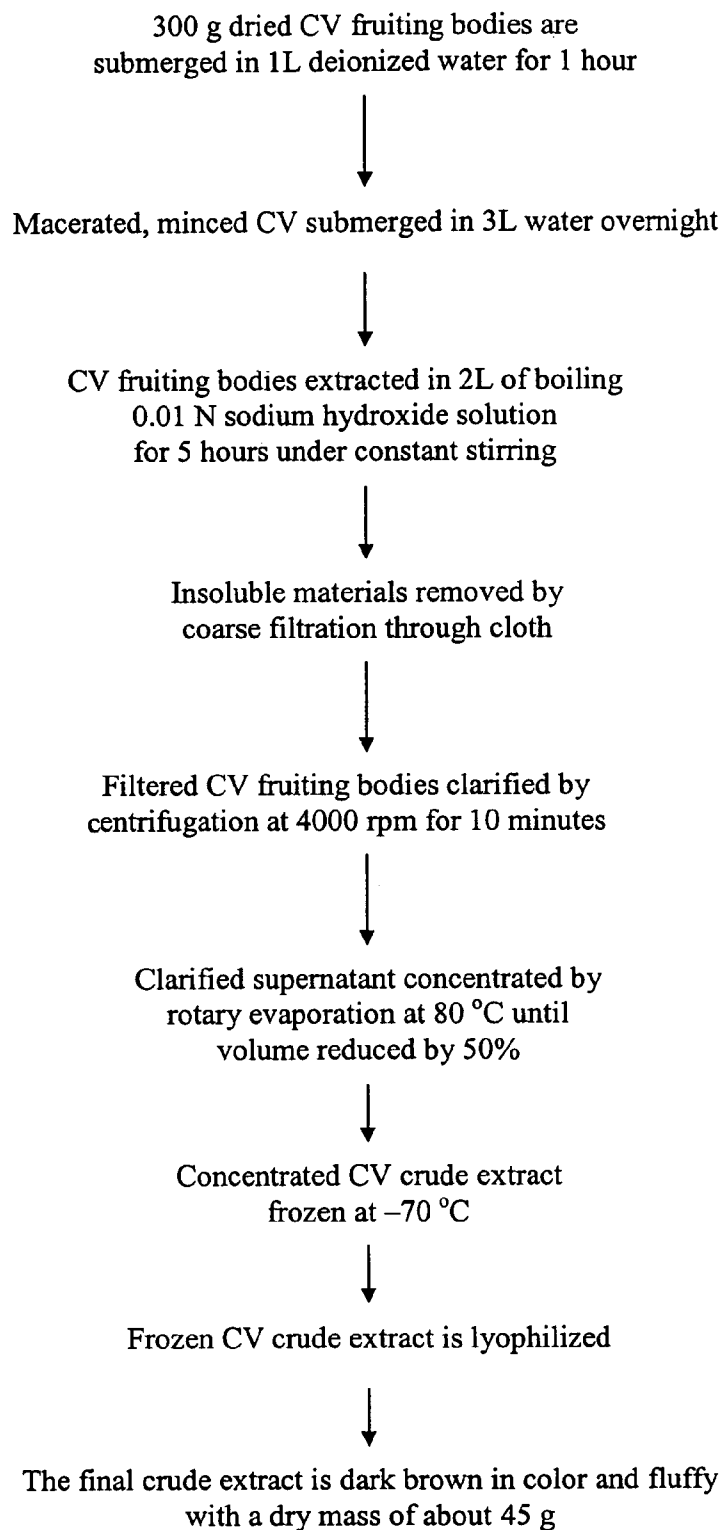 300 g dried CV fruiting bodies are
submerged in 1L deionized water for 1 hour
Macerated, minced CV submerged in 3L water overnight
CV fruiting bodies extracted in 2L of boiling
0.01 N sodium hydroxide solution
for 5 hours under constant stirring
Insoluble materials removed by
coarse filtration through cloth
Filtered CV fruiting bodies clarified by
centrifugation at 4000 rpm for 10 minutes
Clarified supernatant concentrated by
rotary evaporation at 80 °C until
volume reduced by 50%
Concentrated CV crude extract
frozen at –70 °C
Frozen CV crude extract is lyophilized
The final crude extract is dark brown in color and fluffy
with a dry mass of about 45 g